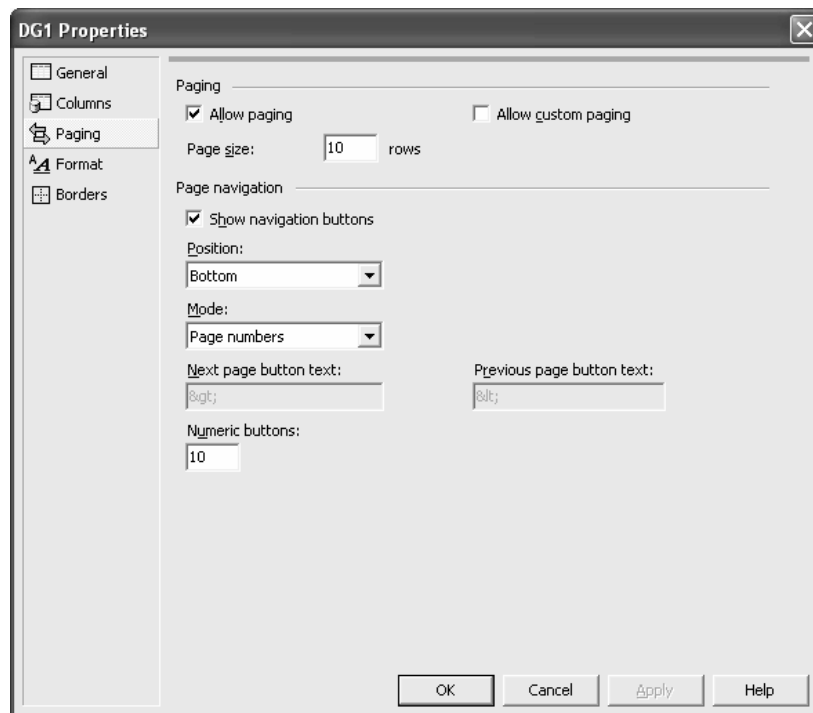 DG1 Properties
General
Columns
Paging
Format
Borders
Paging
Allow paging
Allow custom paging
Page size: 10 rows
Page navigation
Show navigation buttons
Position:
Bottom
Mode:
Page numbers
Next page button text: Previous page button text:
&gt; &lt;
Numeric buttons:
10
OK Cancel Apply Help